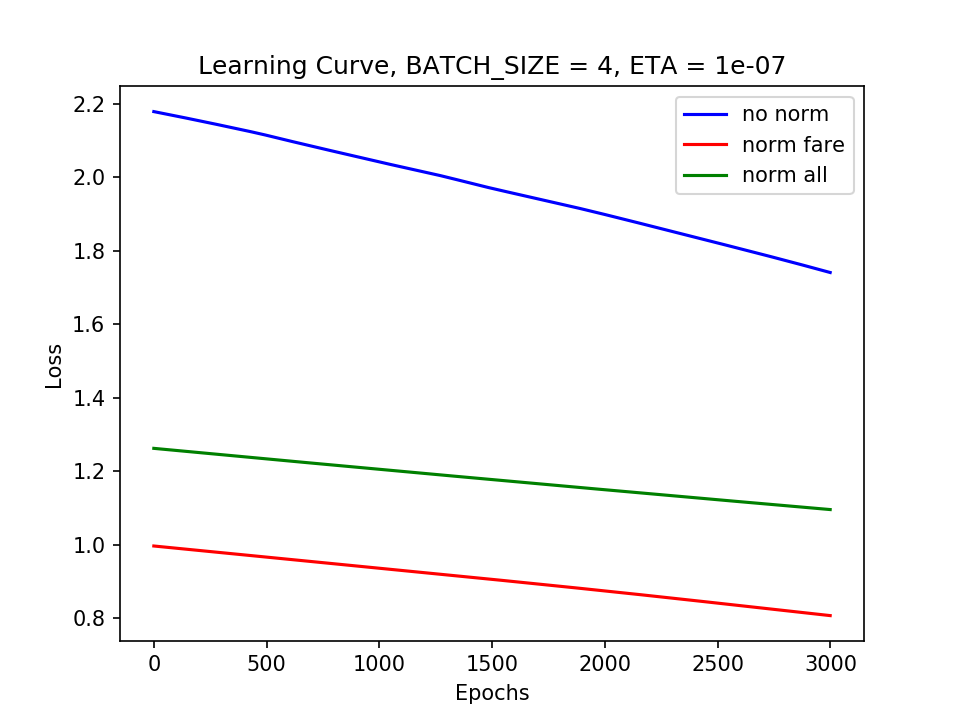 Learning Curve, BATCH_SIZE = 4, ETA = 1e-07
no norm
norm fare
norm all
Loss
2.2
2.0
1.8
1.6
1.4
1.2
1.0
0.8
0 500 1000 1500 2000 2500 3000
Epochs